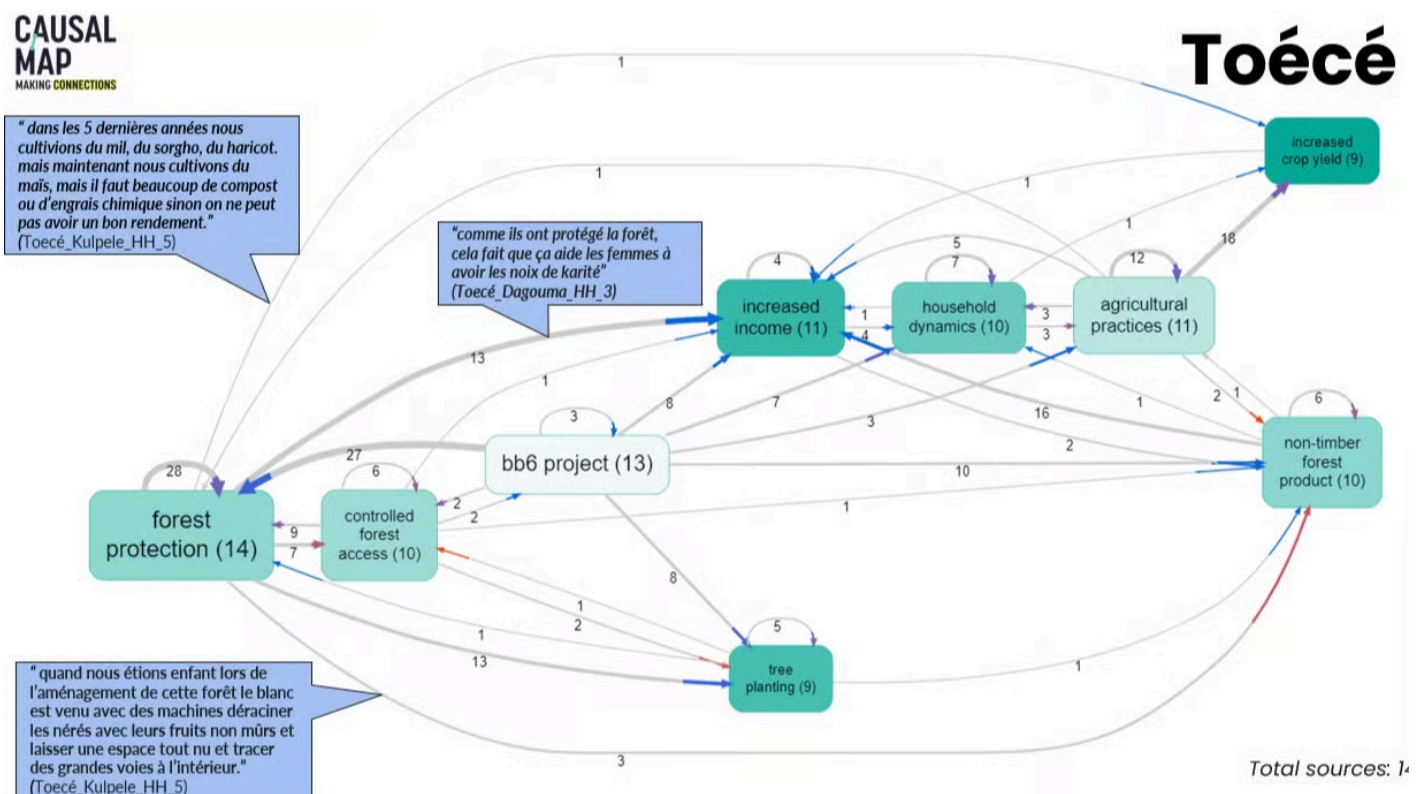 CAUSAL
MAP
MAKING CONNECTIONS
Toécé
“ dans les 5 dernières années nous
cultivions du mil, du sorgho, du haricot.
mais maintenant nous cultivons du
maïs, mais il faut beaucoup de compost
ou d'engrais chimique sinon on ne peut
pas avoir un bon rendement.”
(Toecé_Kulpele_HH_5)
“comme ils ont protégé la forêt,
cela fait que ça aide les femmes à
avoir les noix de karité”
(Toecé_Dagouma_HH_3)
1
increased
crop yield (9)
1
1
1
18
5
4
7
12
increased
income (11)
1
4
household
dynamics (10)
3
3
agricultural
practices (11)
13
1
8
7
3
16
1
2
2
1
6
non-timber
forest
product (10)
3
bb6 project (13)
10
1
27
28
6
2
2
forest
protection (14)
9
7
controlled
forest
access (10)
8
1
2
1
13
5
tree
planting (9)
1
3
“ quand nous étions enfant lors de
l'aménagement de cette forêt le blanc
est venu avec des machines déraciner
les nérés avec leurs fruits non mûrs et
laisser une espace tout nu et tracer
des grandes voies à l'intérieur.”
(Toecé_Kulpele_HH_5)
Total sources: 14